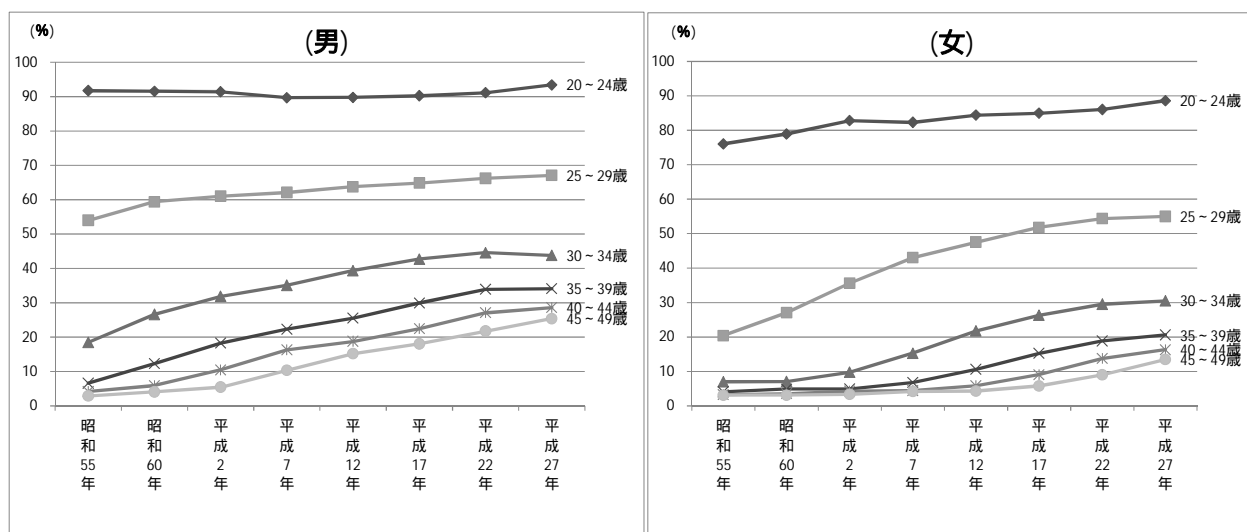 (%)
(男)
100
90
80
70
60
50
40
30
20
10
0
20～24歳
25～29歳
30～34歳
35～39歳
40～44歳
45～49歳
昭和55年
昭和60年
平成2年
平成7年
平成12年
平成17年
平成22年
平成27年
(%)
(女)
100
90
80
70
60
50
40
30
20
10
0
20～24歳
25～29歳
30～34歳
35～39歳
40～44歳
45～49歳
昭和55年
昭和60年
平成2年
平成7年
平成12年
平成17年
平成22年
平成27年